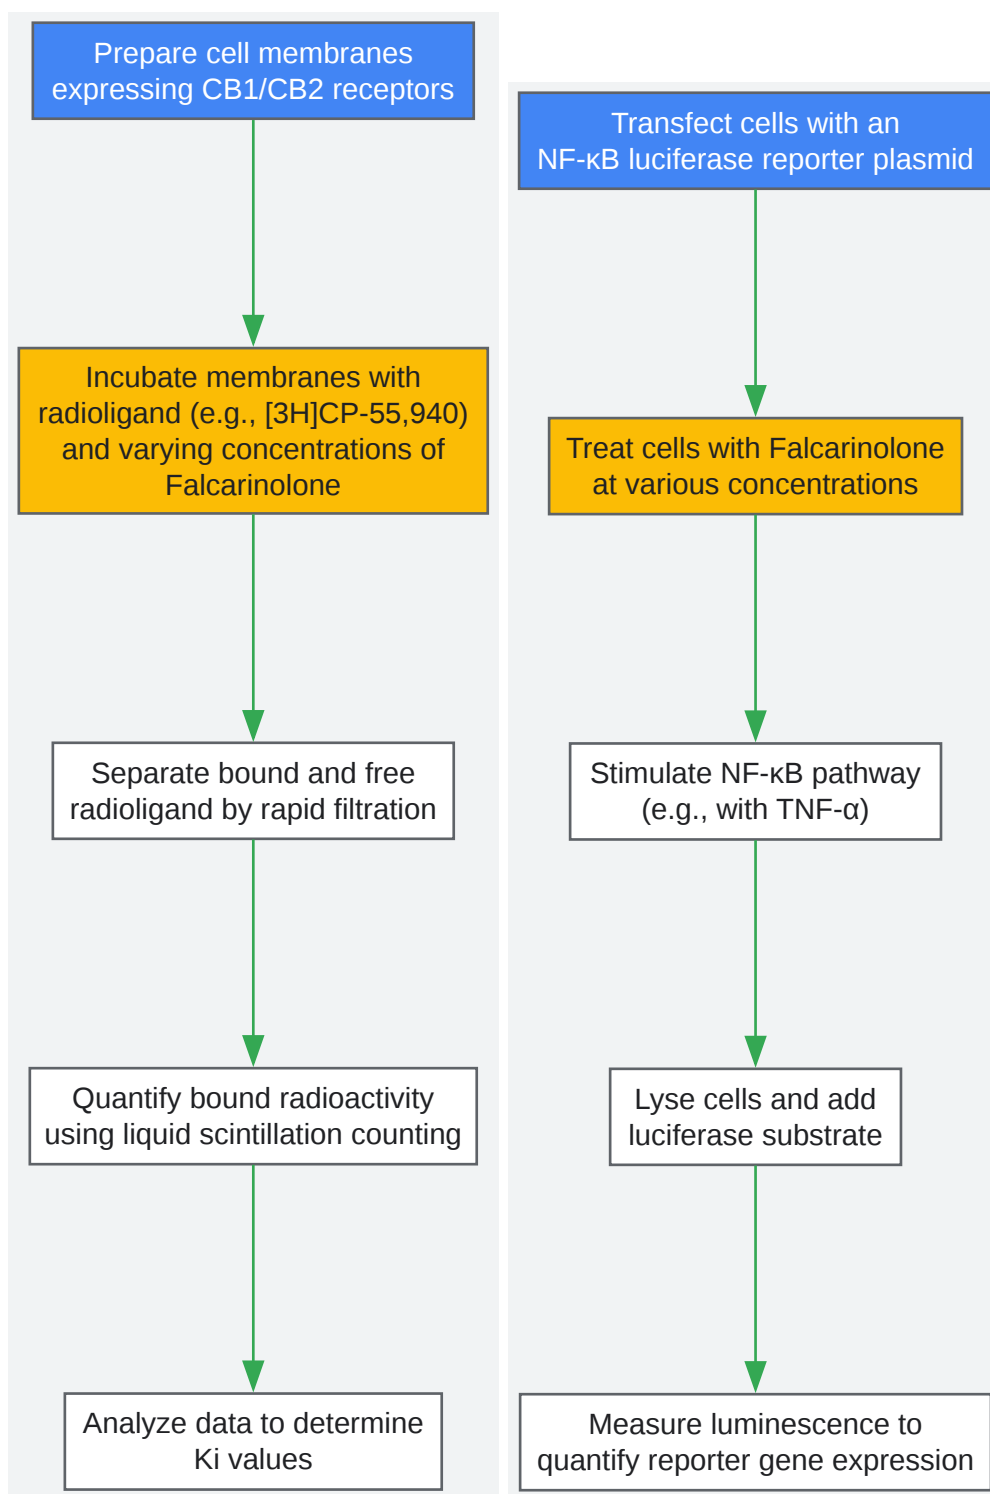 Prepare cell membranes
expressing CB1/CB2 receptors
Incubate membranes with
radioligand (e.g., [3H]CP-55,940)
and varying concentrations of
Falcarinolone
Separate bound and free
radioligand by rapid filtration
Quantify bound radioactivity
using liquid scintillation counting
Analyze data to determine
Ki values
Transfect cells with an
NF-κB luciferase reporter plasmid
Treat cells with Falcarinolone
at various concentrations
Stimulate NF-κB pathway
(e.g., with TNF-α)
Lyse cells and add
luciferase substrate
Measure luminescence to
quantify reporter gene expression